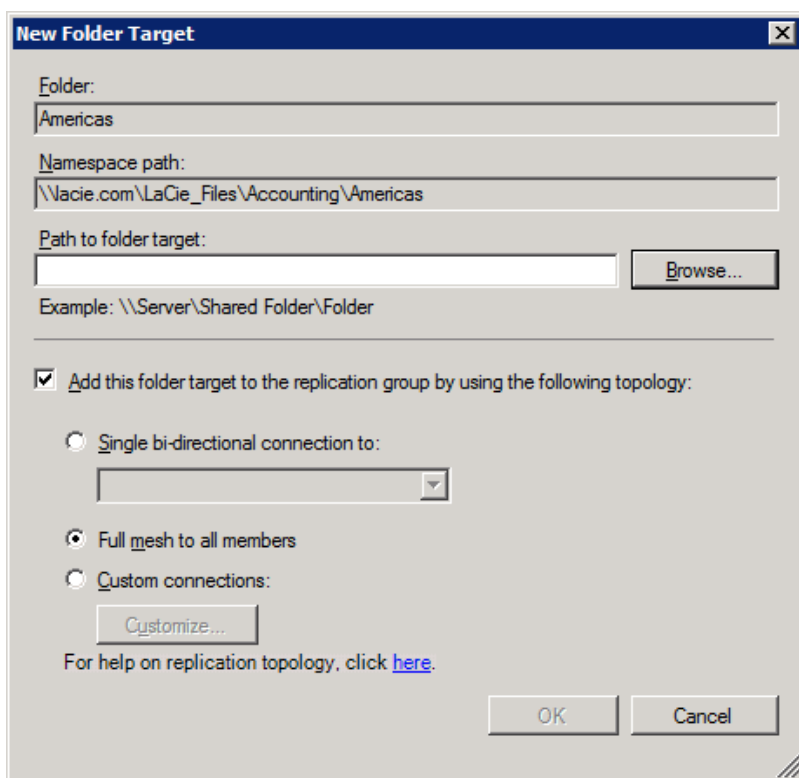 New Folder Target
Folder:
Americas
Namespace path:
\\lacie.com\LaCie_Files\Accounting\Americas
Path to folder target:
Browse...
Example: \\Server\Shared Folder\Folder
Add this folder target to the replication group by using the following topology:
Single bi-directional connection to:
Full mesh to all members
Custom connections:
Customize...
For help on replication topology, click here.
OK
Cancel